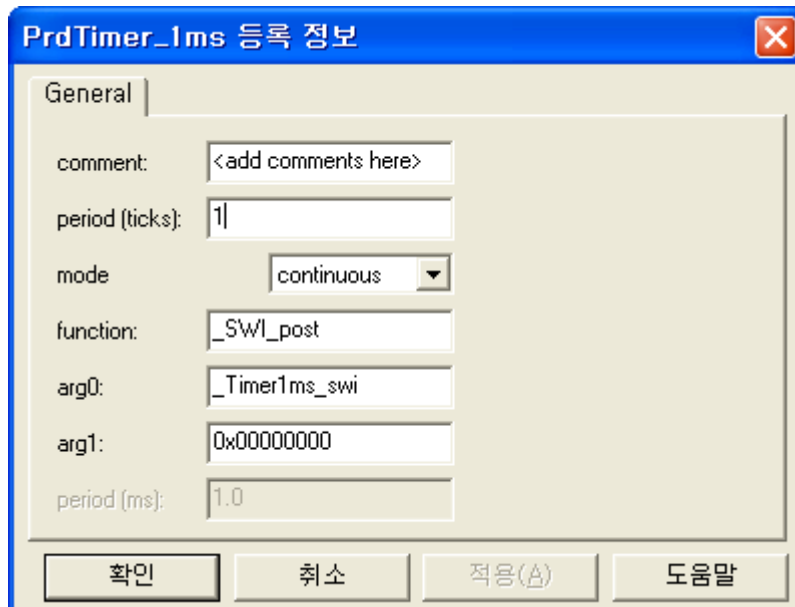 PrdTimer_1ms 등록 정보
General
comment: <add comments here>
period (ticks): 1
mode continuous
function: _SWI_post
arg0: _Timer1ms_swi
arg1: 0x00000000
period (ms): 1.0
확인 취소 적용(A) 도움말